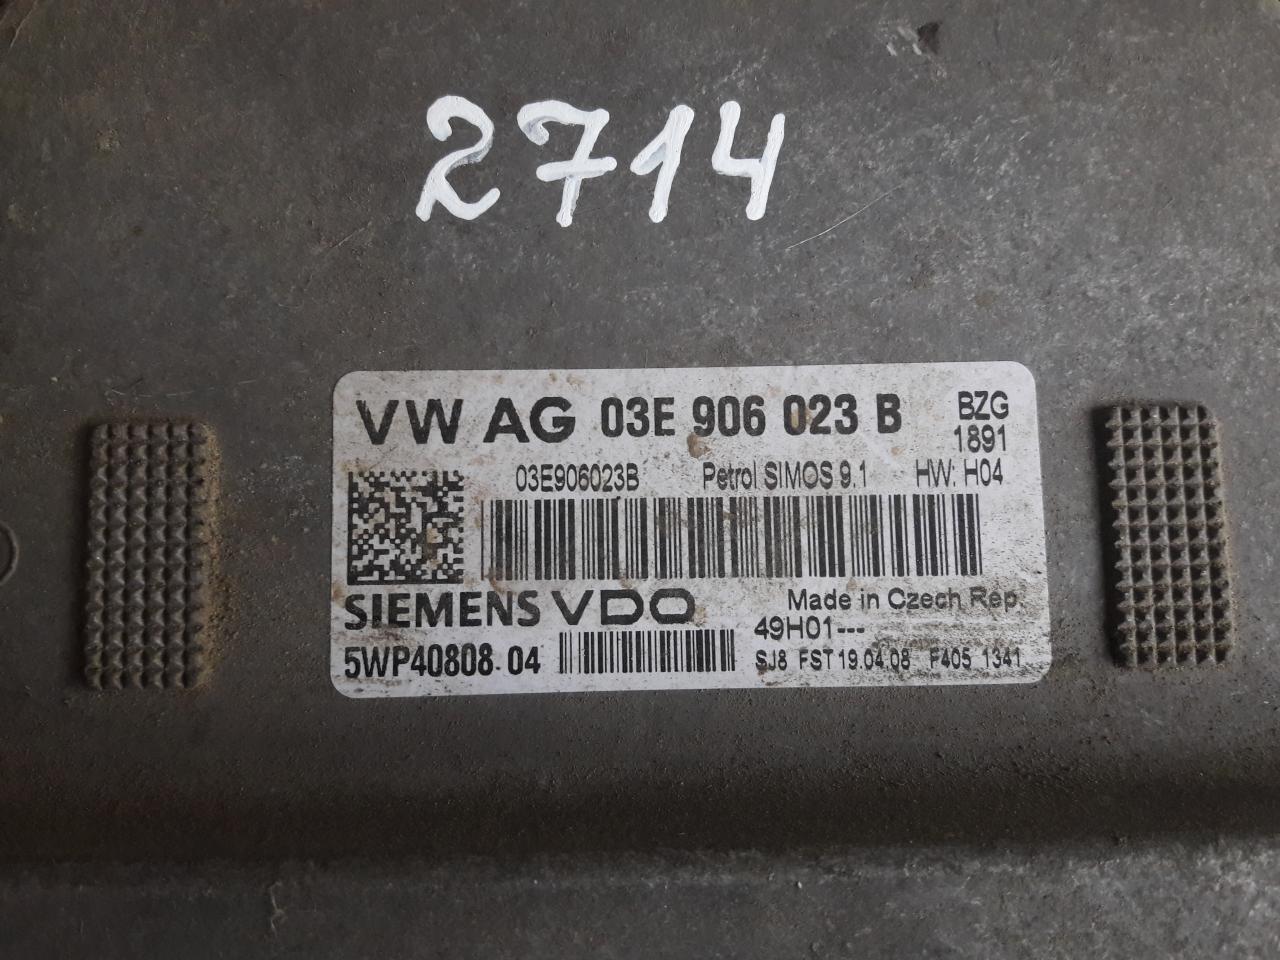 2714
VW AG 03E 906 023 B BZG
1891
03E906023B Petrol SIMOS 9.1 HW: H04
SIEMENS VDO Made in Czech Rep.
49H01---
5WP40808 04 SJ8 FST 19.04.08 F405 1341